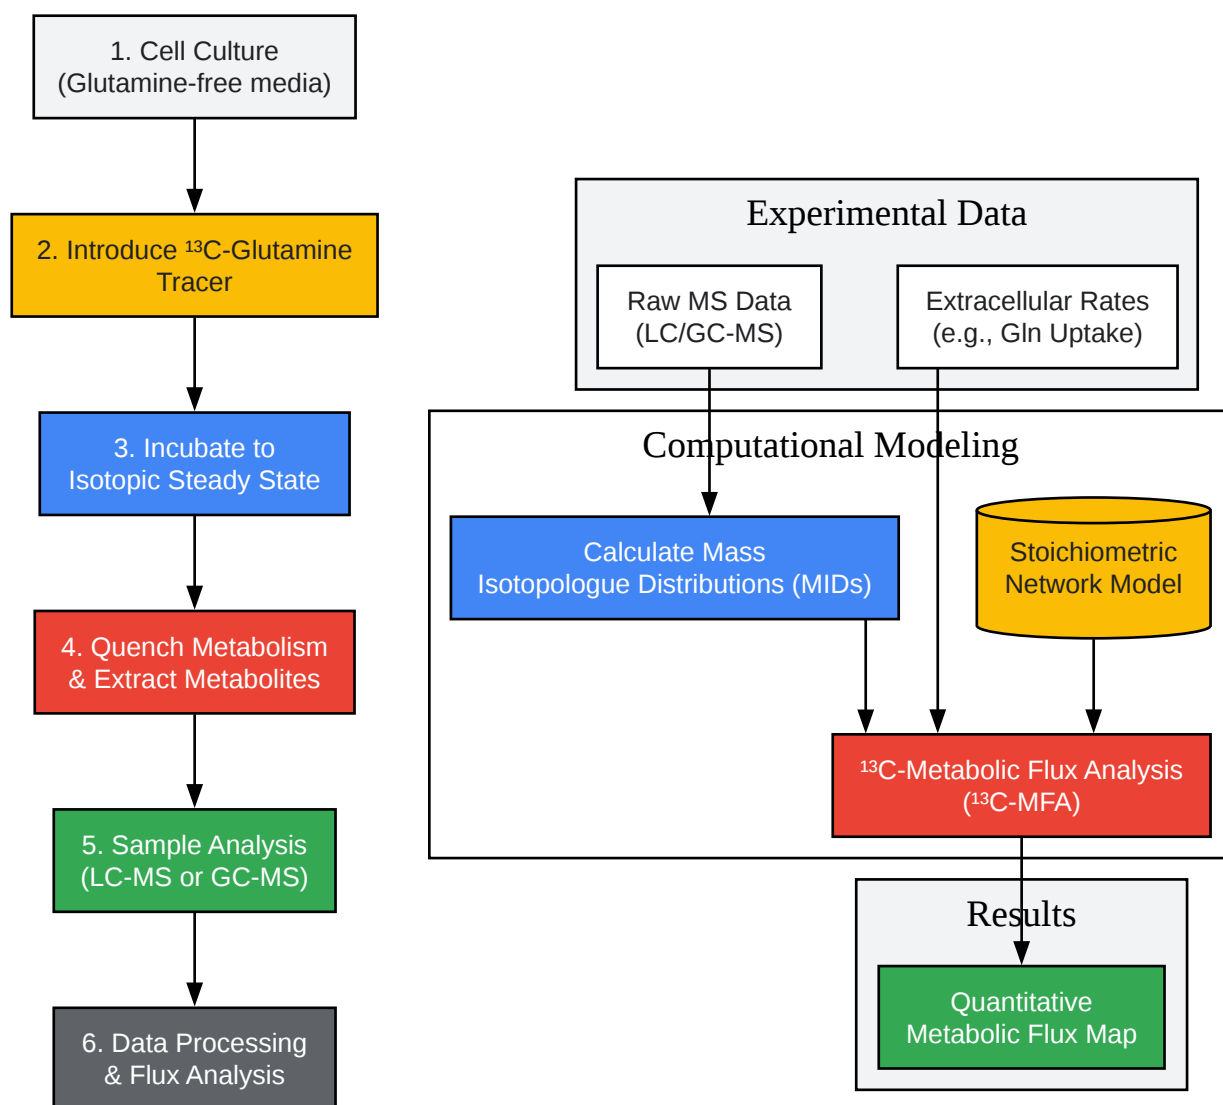 1. Cell Culture
(Glutamine-free media)
2. Introduce ¹³C-Glutamine
Tracer
3. Incubate to
Isotopic Steady State
4. Quench Metabolism
& Extract Metabolites
5. Sample Analysis
(LC-MS or GC-MS)
6. Data Processing
& Flux Analysis
Experimental Data
Raw MS Data
(LC/GC-MS)
Extracellular Rates
(e.g., Gln Uptake)
Computational Modeling
Calculate Mass
Isotopologue Distributions (MIDs)
Stoichiometric
Network Model
¹³C-Metabolic Flux Analysis
(¹³C-MFA)
Results
Quantitative
Metabolic Flux Map